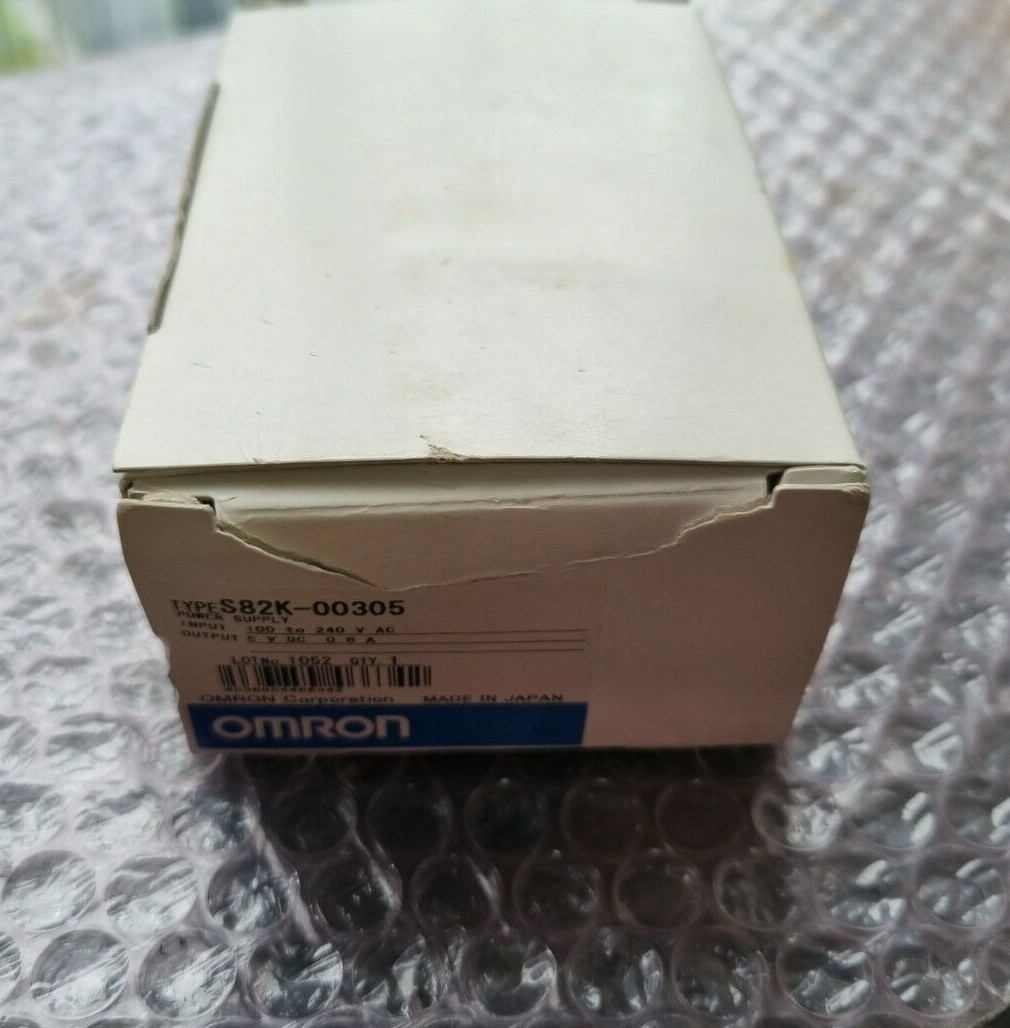 TYPE S82K-00305
POWER SUPPLY
INPUT 100 to 240 V AC
OUTPUT 5 V DC 0.6 A
LOT No. 1052 QTY. 1
OMRON Corporation MADE IN JAPAN
OMRON